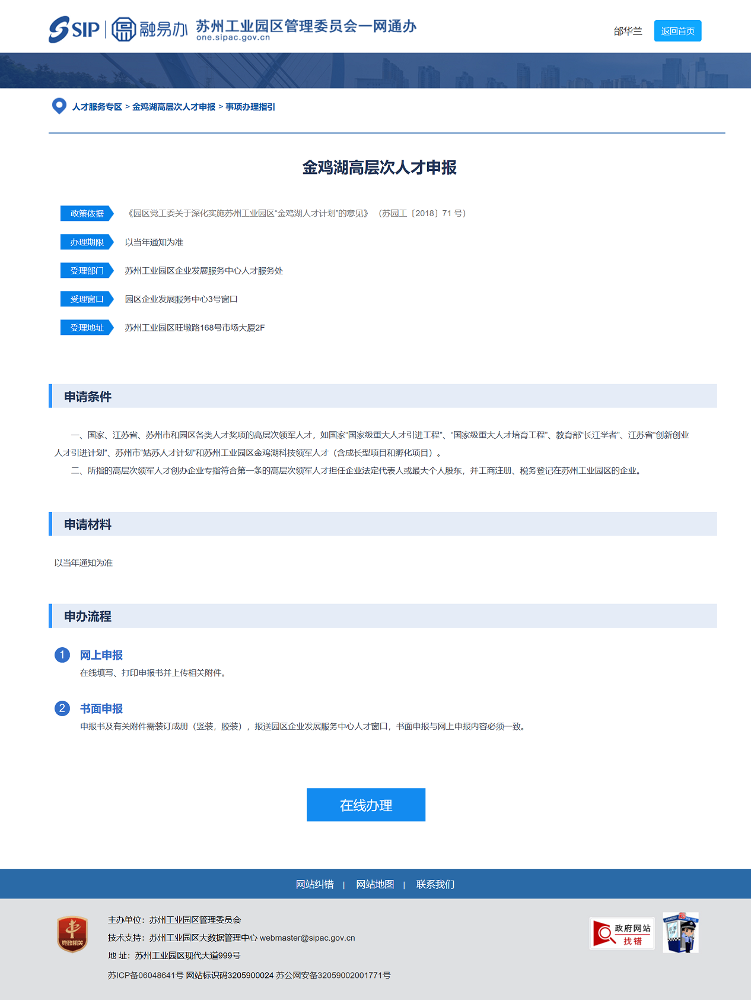 SIP 融易办 苏州工业园区管理委员会一网通办
one.sipac.gov.cn
邰华兰 返回首页
人才服务专区 > 金鸡湖高层次人才申报 > 事项办理指引
金鸡湖高层次人才申报
政策依据 《园区党工委关于深化实施苏州工业园区“金鸡湖人才计划”的意见》 （苏园工〔2018〕71 号）
办理期限 以当年通知为准
受理部门 苏州工业园区企业发展服务中心人才服务处
受理窗口 园区企业发展服务中心3号窗口
受理地址 苏州工业园区旺墩路168号市场大厦2F
申请条件
一、国家、江苏省、苏州市和园区各类人才奖项的高层次领军人才，如国家“国家级重大人才引进工程”、“国家级重大人才培育工程”、教育部“长江学者”、江苏省“创新创业
人才引进计划”、苏州市“姑苏人才计划”和苏州工业园区金鸡湖科技领军人才（含成长型项目和孵化项目）。
二、所指的高层次领军人才创办企业专指符合第一条的高层次领军人才担任企业法定代表人或最大个人股东，并工商注册、税务登记在苏州工业园区的企业。
申请材料
以当年通知为准
申办流程
1 网上申报
在线填写、打印申报书并上传相关附件。
2 书面申报
申报书及有关附件需装订成册（竖装，胶装），报送园区企业发展服务中心人才窗口，书面申报与网上申报内容必须一致。
在线办理
网站纠错 | 网站地图 | 联系我们
党政机关
主办单位：苏州工业园区管理委员会
技术支持：苏州工业园区大数据管理中心 webmaster@sipac.gov.cn
地 址：苏州工业园区现代大道999号
苏ICP备06048641号 网站标识码3205900024 苏公网安备32059002001771号
政府网站
找错